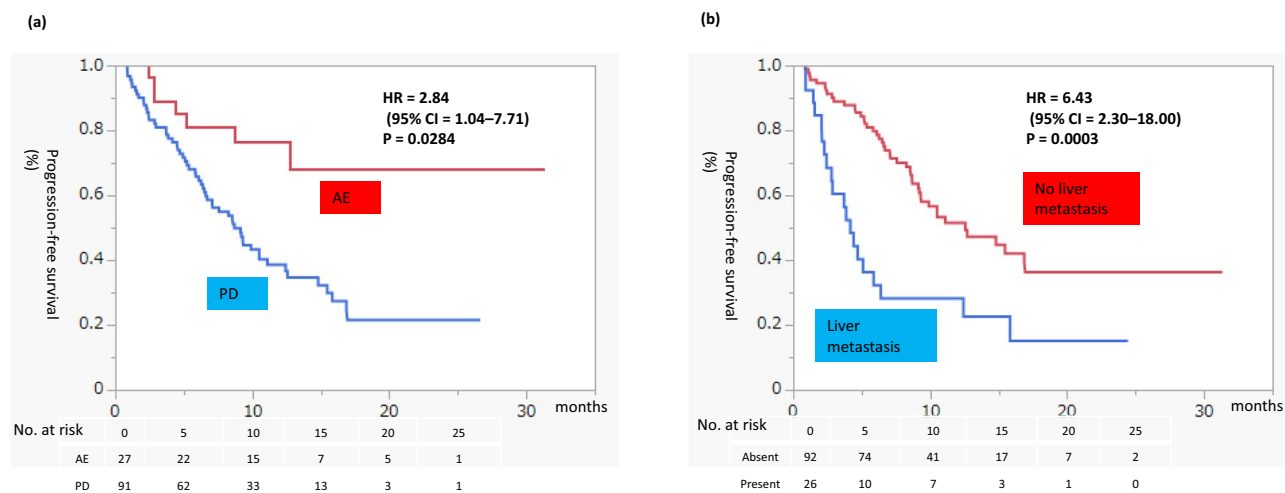 (a)
1.0
0.8
0.6
0.4
0.2
0
Progression-free survival
(%)
HR = 2.84
(95% CI = 1.04–7.71)
P = 0.0284
AE
PD
0
10
20
30
months
No. at risk
0 5 10 15 20 25
AE 27 22 15 7 5 1
PD 91 62 33 13 3 1
(b)
1.0
0.8
0.6
0.4
0.2
0
Progression-free survival
(%)
HR = 6.43
(95% CI = 2.30–18.00)
P = 0.0003
No liver
metastasis
Liver
metastasis
0
10
20
30
months
No. at risk
0 5 10 15 20 25
Absent 92 74 41 17 7 2
Present 26 10 7 3 1 0